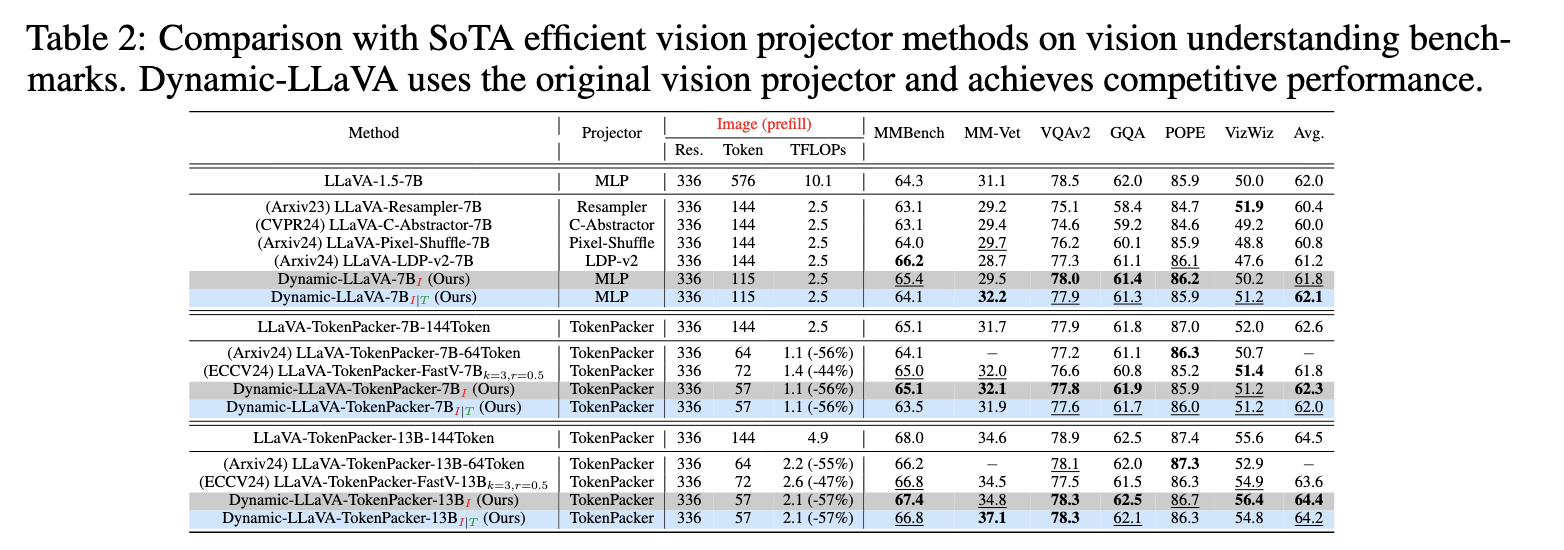 Table 2: Comparison with SoTA efficient vision projector methods on vision understanding bench-
marks. Dynamic-LLaVA uses the original vision projector and achieves competitive performance.
Method Projector Image (prefill) MMBench MM-Vet VQAv2 GQA POPE VizWiz Avg.
Res. Token TFLOPs
LLaVA-1.5-7B MLP 336 576 10.1 64.3 31.1 78.5 62.0 85.9 50.0 62.0
(Arxiv23) LLaVA-Resampler-7B Resampler 336 144 2.5 63.1 29.2 75.1 58.4 84.7 51.9 60.4
(CVPR24) LLaVA-C-Abstractor-7B C-Abstractor 336 144 2.5 63.1 29.4 74.6 59.2 84.6 49.2 60.0
(Arxiv24) LLaVA-Pixel-Shuffle-7B Pixel-Shuffle 336 144 2.5 64.0 29.7 76.2 60.1 85.9 48.8 60.8
(Arxiv24) LLaVA-LDP-v2-7B LDP-v2 336 144 2.5 66.2 28.7 77.3 61.1 86.1 47.6 61.2
Dynamic-LLaVA-7BI (Ours) MLP 336 115 2.5 65.4 29.5 78.0 61.4 86.2 50.2 61.8
Dynamic-LLaVA-7BI|T (Ours) MLP 336 115 2.5 64.1 32.2 77.9 61.3 85.9 51.2 62.1
LLaVA-TokenPacker-7B-144Token TokenPacker 336 144 2.5 65.1 31.7 77.9 61.8 87.0 52.0 62.6
(Arxiv24) LLaVA-TokenPacker-7B-64Token TokenPacker 336 64 1.1 (-56%) 64.1 – 77.2 61.1 86.3 50.7 –
(ECCV24) LLaVA-TokenPacker-FastV-7Bk=3,r=0.5 TokenPacker 336 72 1.4 (-44%) 65.0 32.0 76.6 60.8 85.2 51.4 61.8
Dynamic-LLaVA-TokenPacker-7BI (Ours) TokenPacker 336 57 1.1 (-56%) 65.1 32.1 77.8 61.9 85.9 51.2 62.3
Dynamic-LLaVA-TokenPacker-7BI|T (Ours) TokenPacker 336 57 1.1 (-56%) 63.5 31.9 77.6 61.7 86.0 51.2 62.0
LLaVA-TokenPacker-13B-144Token TokenPacker 336 144 4.9 68.0 34.6 78.9 62.5 87.4 55.6 64.5
(Arxiv24) LLaVA-TokenPacker-13B-64Token TokenPacker 336 64 2.2 (-55%) 66.2 – 78.1 62.0 87.3 52.9 –
(ECCV24) LLaVA-TokenPacker-FastV-13Bk=3,r=0.5 TokenPacker 336 72 2.6 (-47%) 66.8 34.5 77.5 61.5 86.3 54.9 63.6
Dynamic-LLaVA-TokenPacker-13BI (Ours) TokenPacker 336 57 2.1 (-57%) 67.4 34.8 78.3 62.5 86.7 56.4 64.4
Dynamic-LLaVA-TokenPacker-13BI|T (Ours) TokenPacker 336 57 2.1 (-57%) 66.8 37.1 78.3 62.1 86.3 54.8 64.2